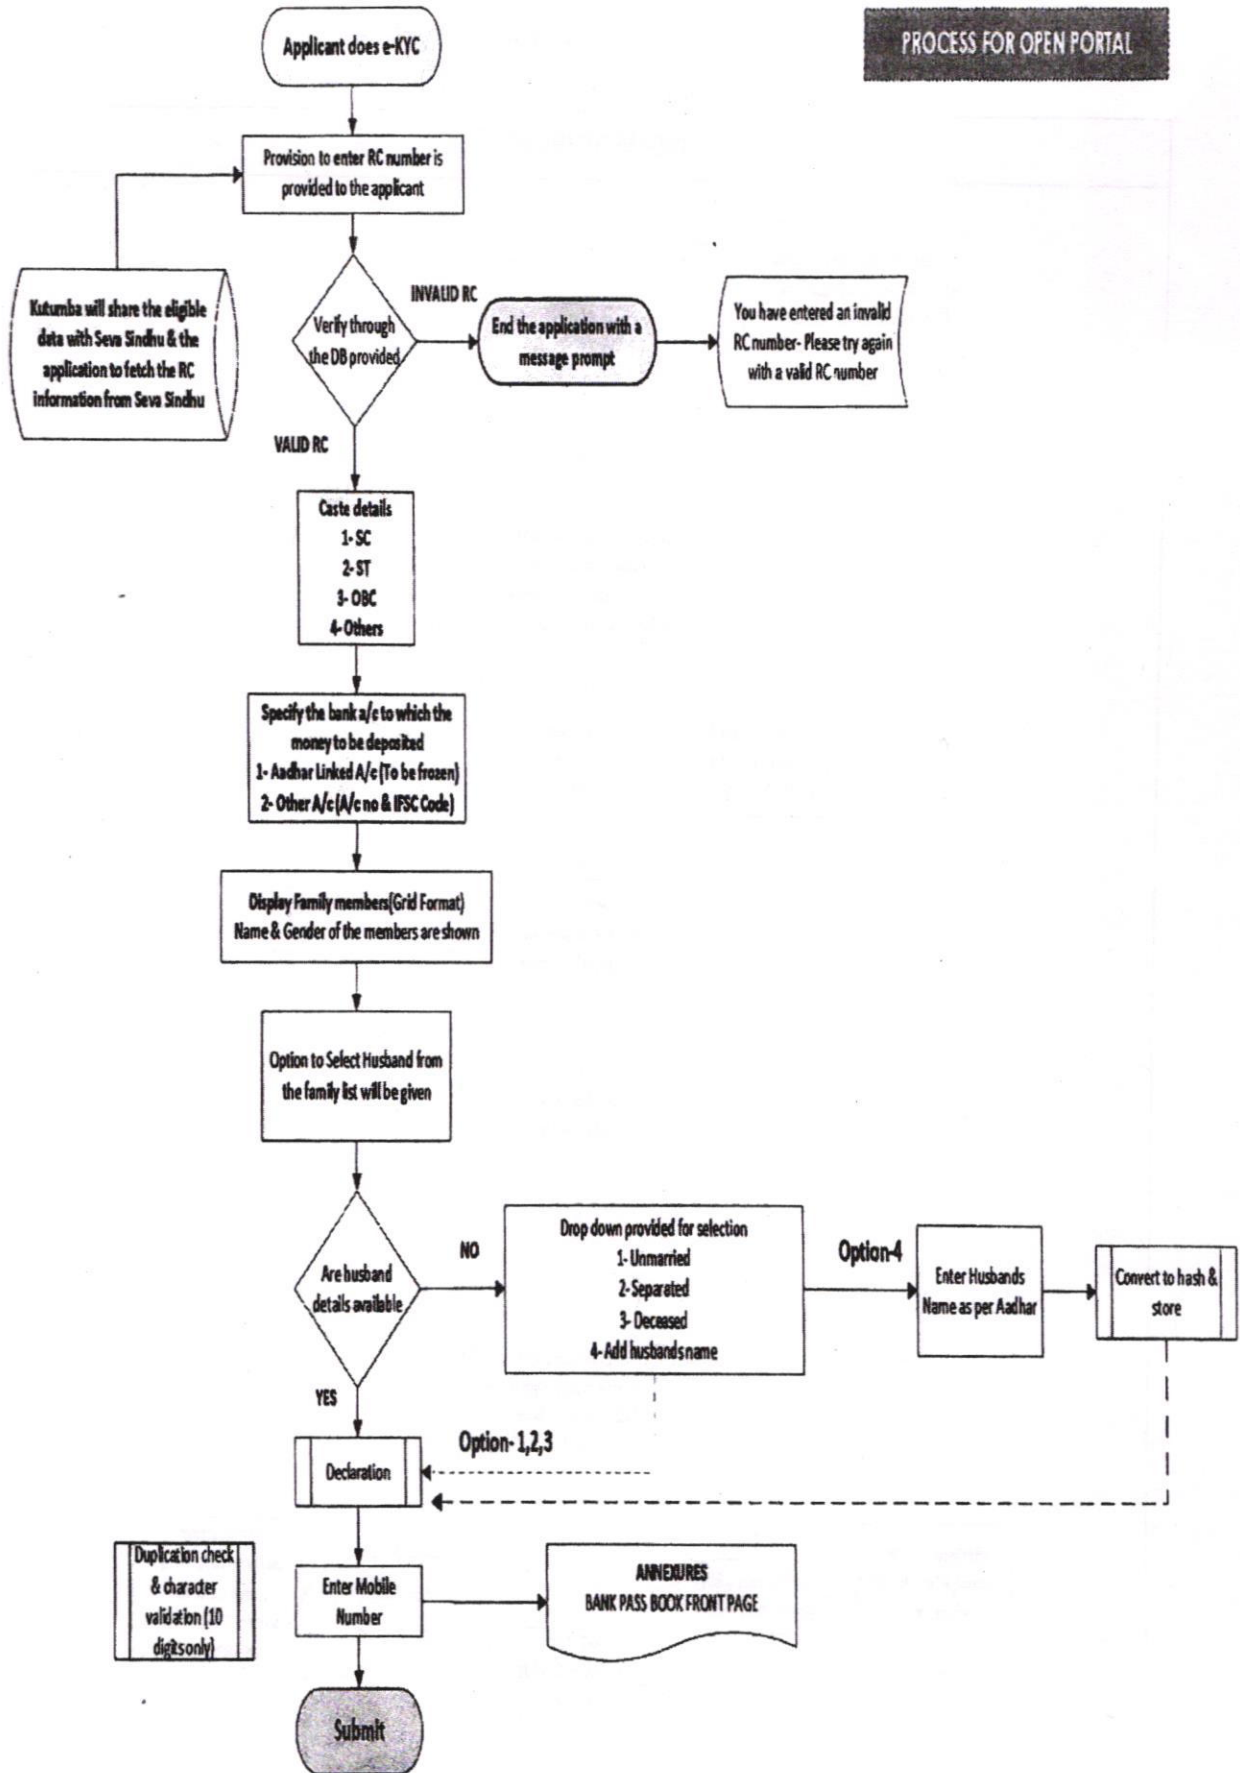 PROCESS FOR OPEN PORTAL
Applicant does e-KYC
Provision to enter RC number is
provided to the applicant
Kutumba will share the eligible
data with Seva Sindhu & the
application to fetch the RC
information from Seva Sindhu
Verify through
the DB provided
INVALID RC
End the application with a
message prompt
You have entered an invalid
RC number- Please try again
with a valid RC number
VALID RC
Caste details
1- SC
2- ST
3- OBC
4- Others
Specify the bank a/c to which the
money to be deposited
1- Aadhar Linked A/c (To be frozen)
2- Other A/c (A/c no & IFSC Code)
Display Family members(Grid Format)
Name & Gender of the members are shown
Option to Select Husband from
the family list will be given
Are husband
details available
NO
Drop down provided for selection
1- Unmarried
2- Separated
3- Deceased
4- Add husbands name
Option-4
Enter Husbands
Name as per Aadhar
Convert to hash &
store
YES
Option- 1,2,3
Declaration
Duplication check
& character
validation (10
digits only)
Enter Mobile
Number
ANNEXURES
BANK PASS BOOK FRONT PAGE
Submit